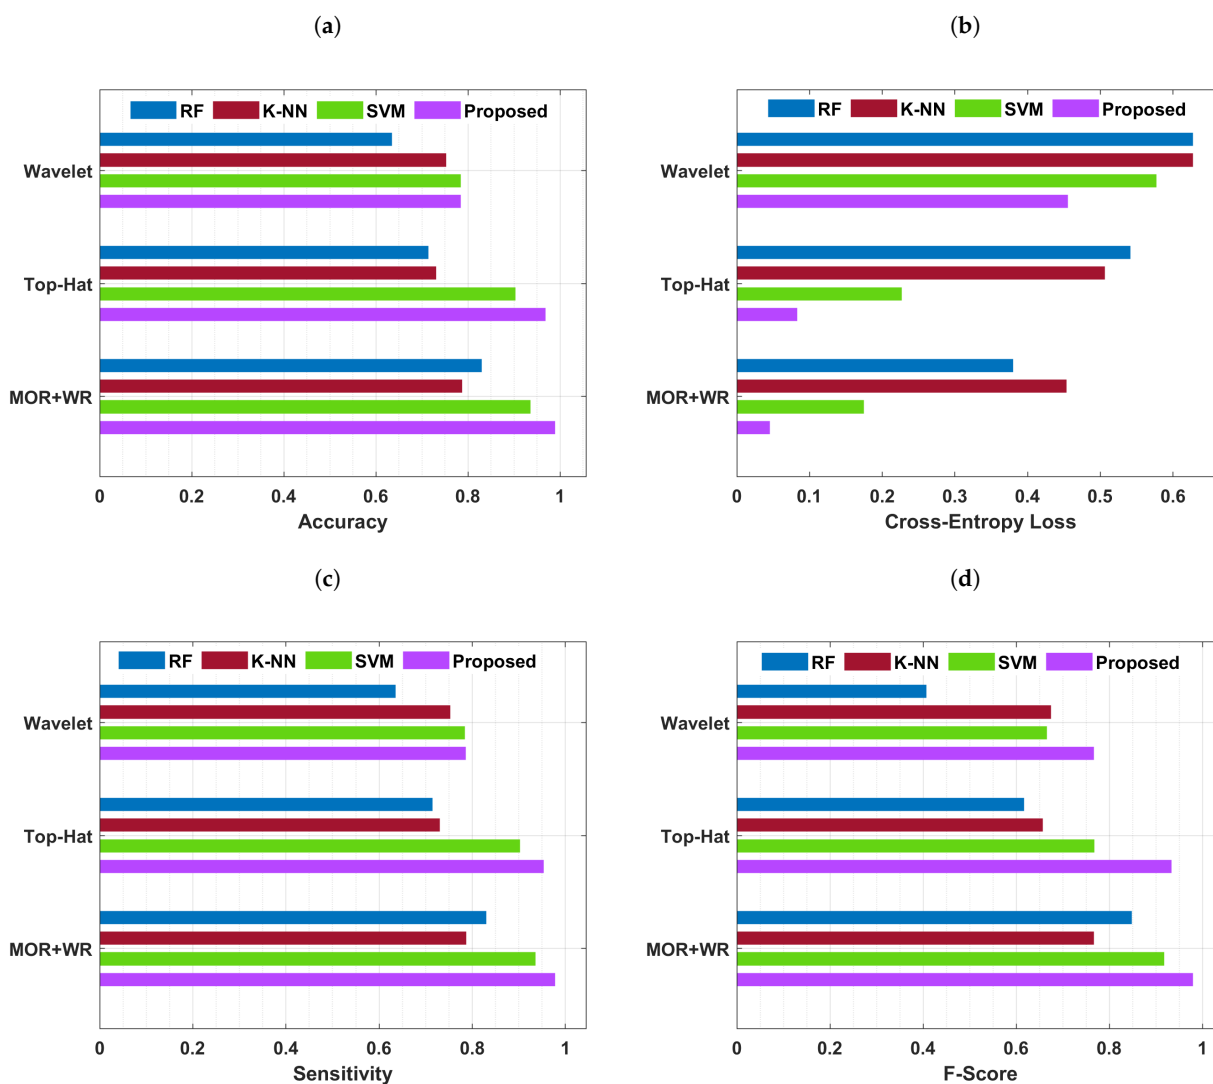 (a)
RF K-NN SVM Proposed
Wavelet
Top-Hat
MOR+WR
0 0.2 0.4 0.6 0.8 1
Accuracy
(b)
RF K-NN SVM Proposed
Wavelet
Top-Hat
MOR+WR
0 0.1 0.2 0.3 0.4 0.5 0.6
Cross-Entropy Loss
(c)
RF K-NN SVM Proposed
Wavelet
Top-Hat
MOR+WR
0 0.2 0.4 0.6 0.8 1
Sensitivity
(d)
RF K-NN SVM Proposed
Wavelet
Top-Hat
MOR+WR
0 0.2 0.4 0.6 0.8 1
F-Score